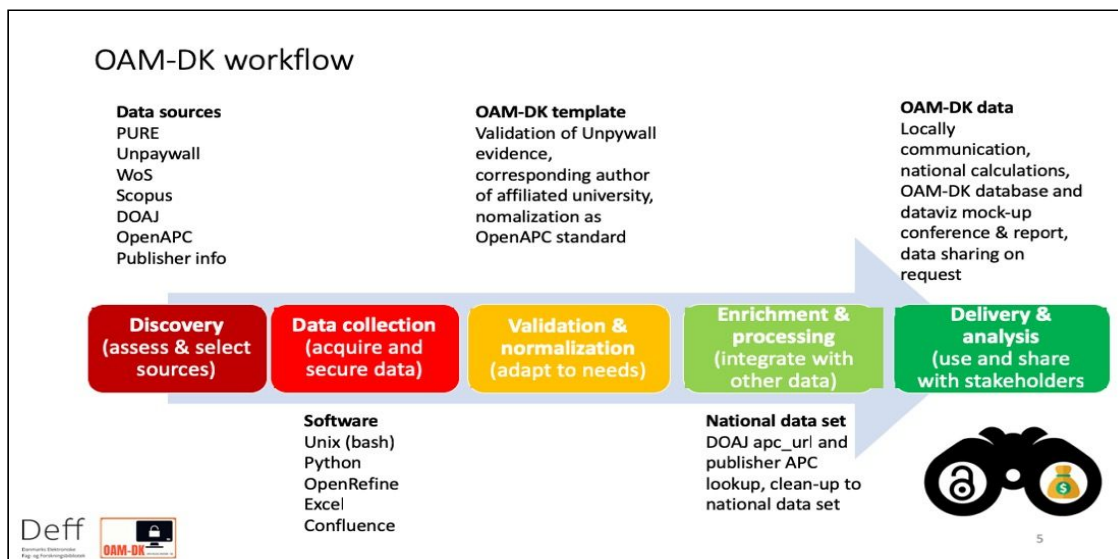 OAM-DK workflow
Data sources
PURE
Unpaywall
WoS
Scopus
DOAJ
OpenAPC
Publisher info
OAM-DK template
Validation of Unpywall
evidence,
corresponding author
of affiliated university,
nomalization as
OpenAPC standard
OAM-DK data
Locally
communication,
national calculations,
OAM-DK database and
dataviz mock-up
conference & report,
data sharing on
request
Discovery
(assess & select
sources)
Data collection
(acquire and
secure data)
Validation &
normalization
(adapt to needs)
Enrichment &
processing
(integrate with
other data)
Delivery &
analysis
(use and share
with stakeholders
Software
Unix (bash)
Python
OpenRefine
Excel
Confluence
National data set
DOAJ apc_url and
publisher APC
lookup, clean-up to
national data set
$
Deff
Danmarks Elektroniske
Fag- og Forskningsbibliotek
OAM-DK
5